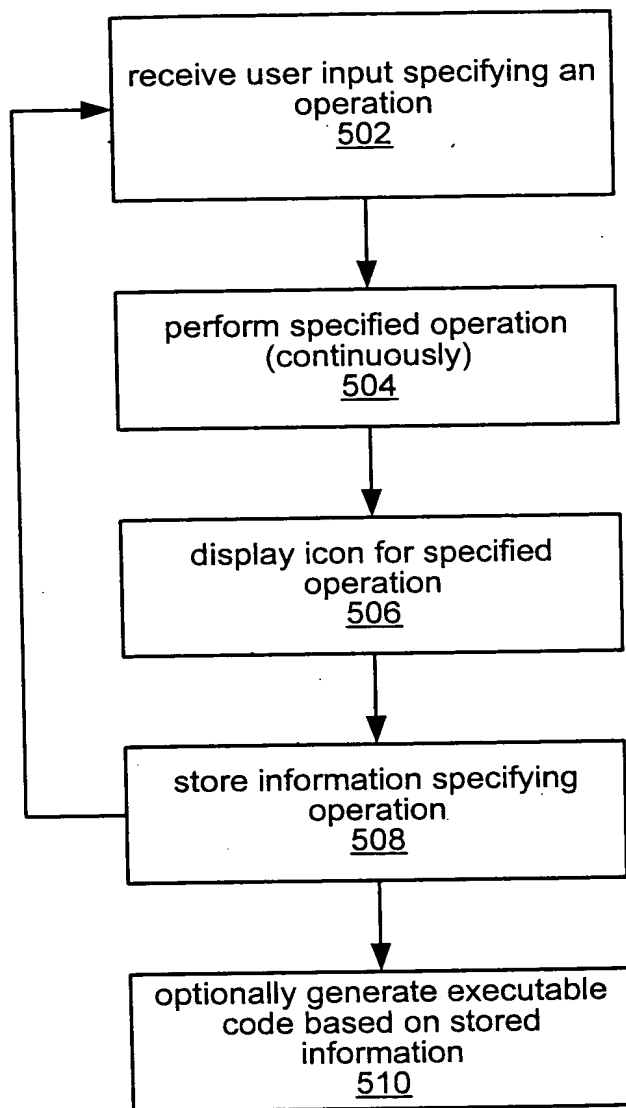 receive user input specifying an
operation
502
perform specified operation
(continuously)
504
display icon for specified
operation
506
store information specifying
operation
508
optionally generate executable
code based on stored
information
510